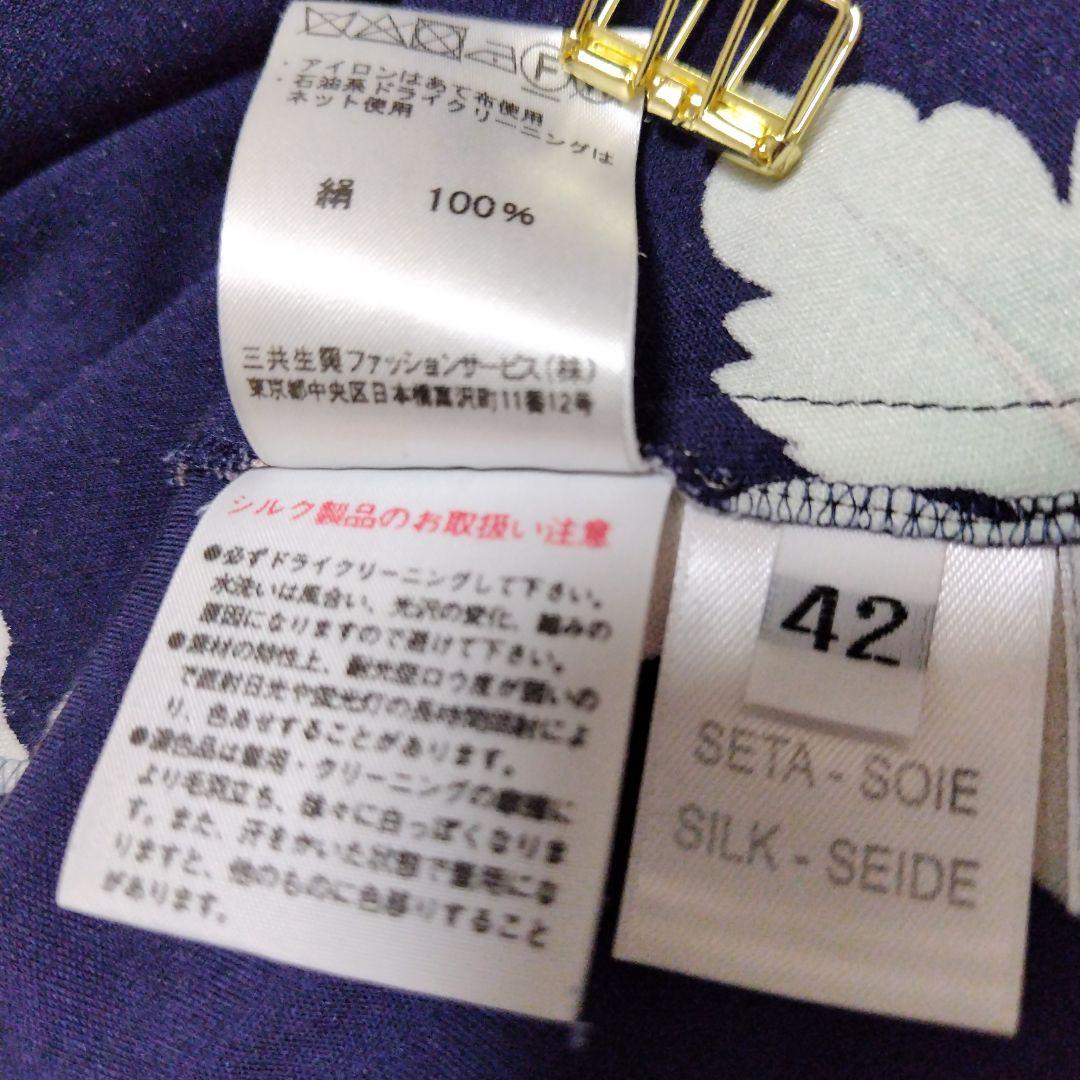 F
・アイロンはあて布使用
・石油系ドライクリーニングは
ネット使用
絹 100%
三共生興ファッションサービス(株)
東京都中央区日本橋富沢町11番12号
シルク製品のお取扱い注意
●必ずドライクリーニングして下さい。
水洗いは風合い、光沢の変化、縮みの
原因になりますので避けて下さい。
●素材の特性上、耐光堅ロウ度が弱いの
で直射日光や蛍光灯の長時間照射によ
り、色あせすることがあります。
●濃色品は着用・クリーニングの摩擦に
より毛羽立ち、徐々に白っぽくなりま
す。また、汗をかいた状態で着用にな
りますと、他のものに色移りすること
があります。
42
SETA - SOIE
SILK - SEIDE